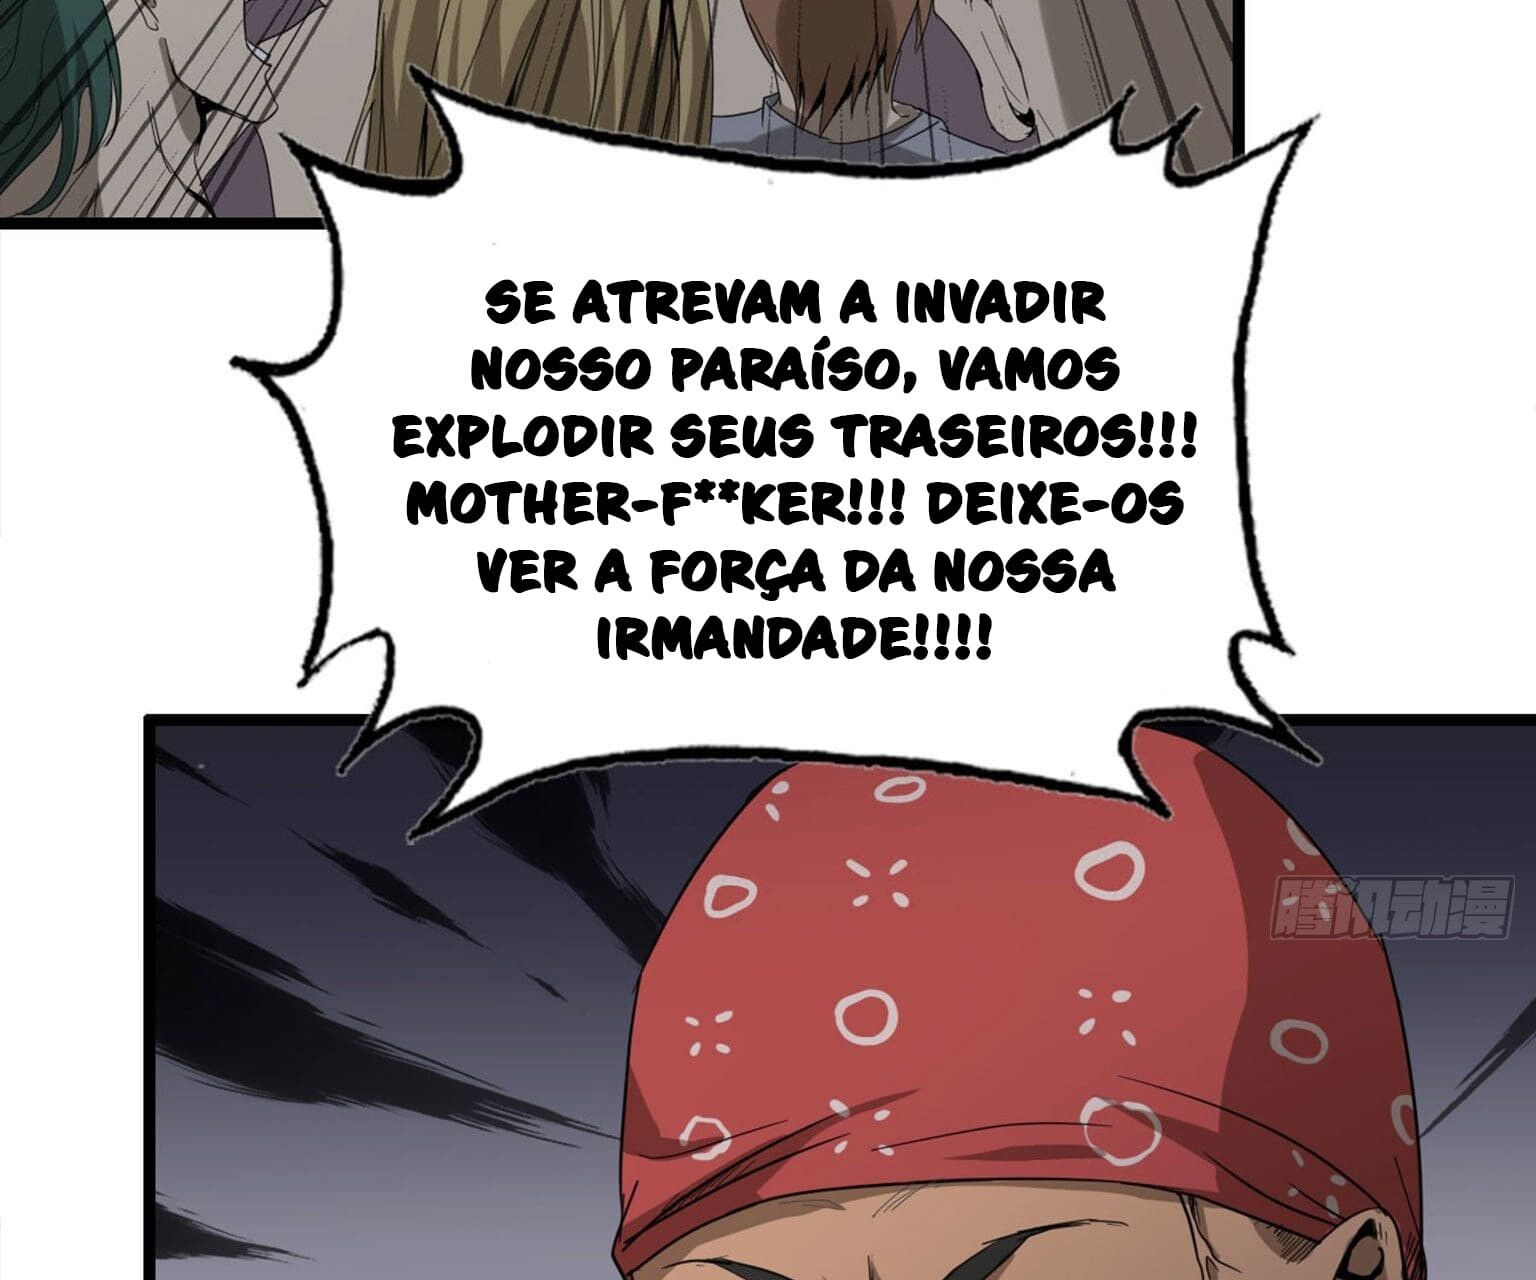 SE ATREVAM A INVADIR
NOSSO PARAÍSO, VAMOS
EXPLODIR SEUS TRASEIROS!!!
MOTHER-F**KER!!! DEIXE-OS
VER A FORÇA DA NOSSA
IRMANDADE!!!!
腾讯动漫